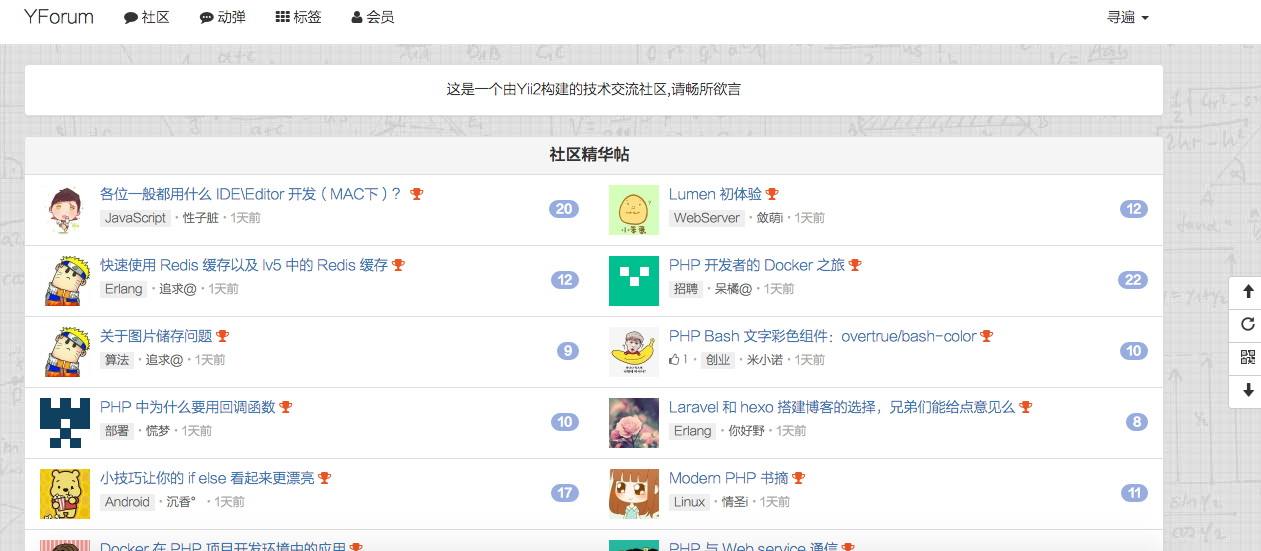 YForum 社区 动弹 标签 会员 寻遍
这是一个由Yii2构建的技术交流社区,请畅所欲言
社区精华帖
各位一般都用什么 IDE\Editor 开发（MAC下）？ 20
JavaScript • 性子脏 • 1天前
Lumen 初体验 12
WebServer • 敛萌i • 1天前
小笨蛋
快速使用 Redis 缓存以及 lv5 中的 Redis 缓存 12
Erlang • 追求@ • 1天前
PHP 开发者的 Docker 之旅 22
招聘 • 呆橘@ • 1天前
关于图片储存问题 9
算法 • 追求@ • 1天前
PHP Bash 文字彩色组件：overtrue/bash-color 10
1 • 创业 • 米小诺 • 1天前
PHP 中为什么要用回调函数 10
部署 • 慌梦 • 1天前
Laravel 和 hexo 搭建博客的选择，兄弟们能给点意见么 8
Erlang • 你好野 • 1天前
小技巧让你的 if else 看起来更漂亮 17
Android • 沉香° • 1天前
Modern PHP 书摘 11
Linux • 情圣i • 1天前
Docker 在 PHP 项目开发环境中的应用
PHP 与 Web service 通信